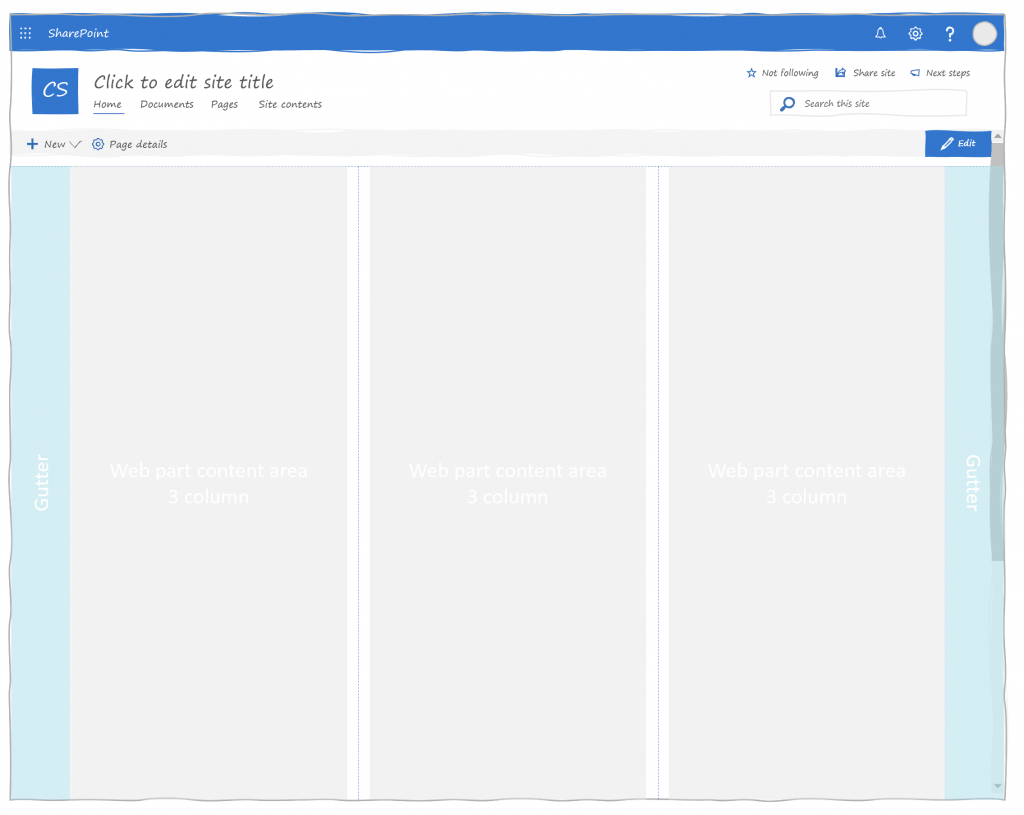 SharePoint
?
CS
Click to edit site title
Home Documents Pages Site contents
Not following Share site Next steps
Search this site
New Page details
Edit
Gutter
Web part content area
3 column
Web part content area
3 column
Web part content area
3 column
Gutter